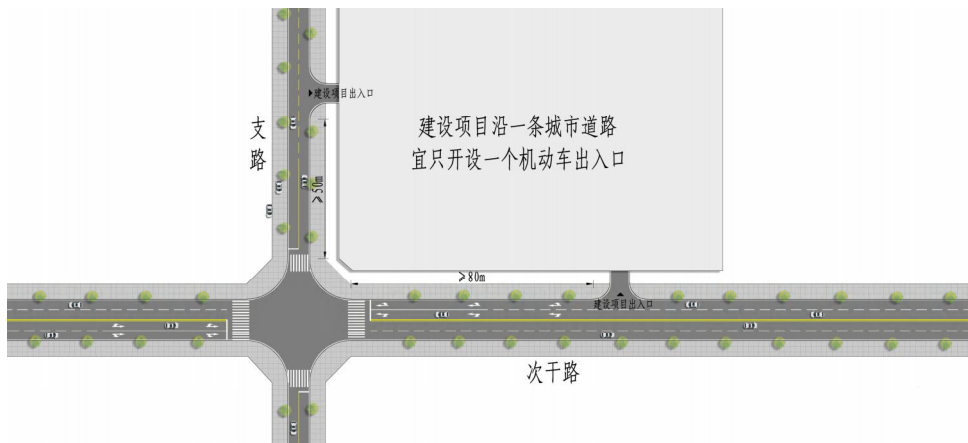 ▶建设项目出入口
建设项目沿一条城市道路
宜只开设一个机动车出入口
支路
≥50m
≥80m
建设项目出入口
次干路